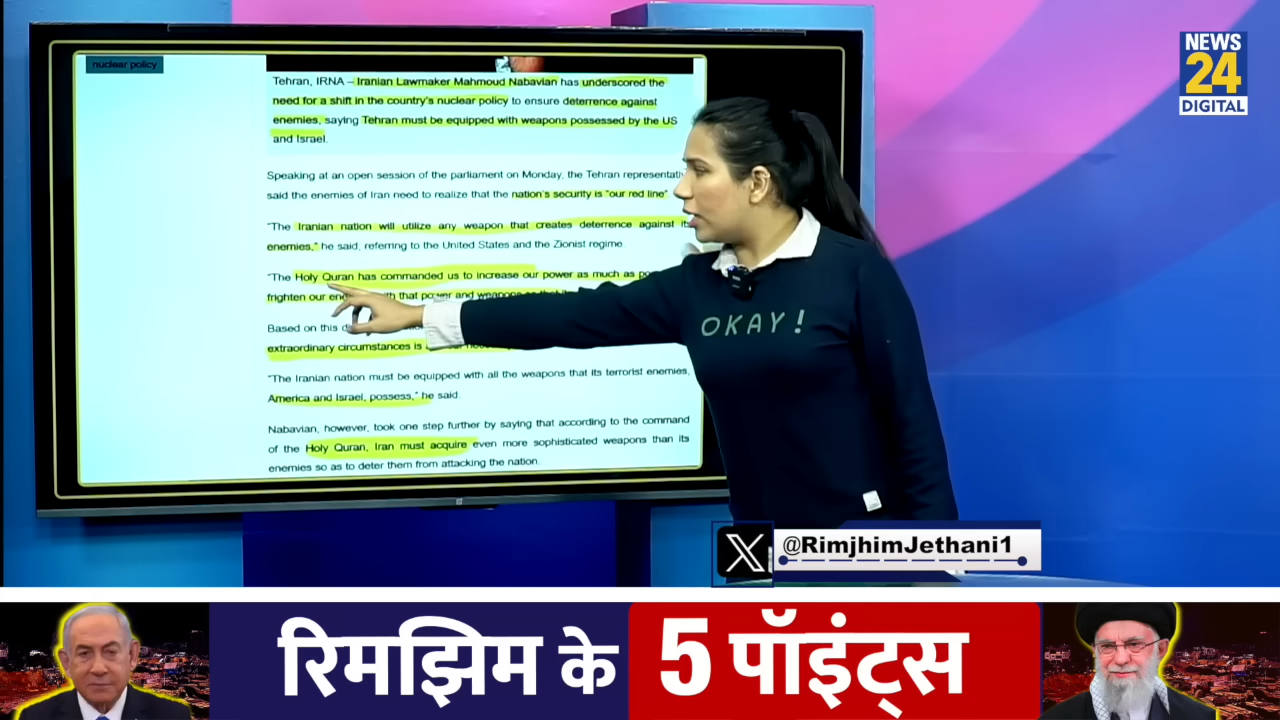 nuclear policy
Tehran, IRNA – Iranian Lawmaker Mahmoud Nabavian has underscored the
need for a shift in the country's nuclear policy to ensure deterrence against
enemies, saying Tehran must be equipped with weapons possessed by the US
and Israel.
Speaking at an open session of the parliament on Monday, the Tehran
said the enemies of Iran need to realize that the nation's security is "our red line".
"The Iranian nation will utilize any weapon that creates deterrence against
enemies," he said, referring to the United States and the Zionist regime.
"The Holy Quran has commanded us to increase our power as much as
frighten our that power and weapons
Based on this
extraordinary circumstances is
"The Iranian nation must be equipped with all the weapons that its terrorist enemies,
America and Israel, possess," he said.
Nabavian, however, took one step further by saying that according to the command
of the Holy Quran, Iran must acquire even more sophisticated weapons than its
enemies so as to deter them from attacking the nation.
NEWS
24
DIGITAL
OKAY!
X @RimjhimJethani1
रिमझिम के 5 पॉइंट्स